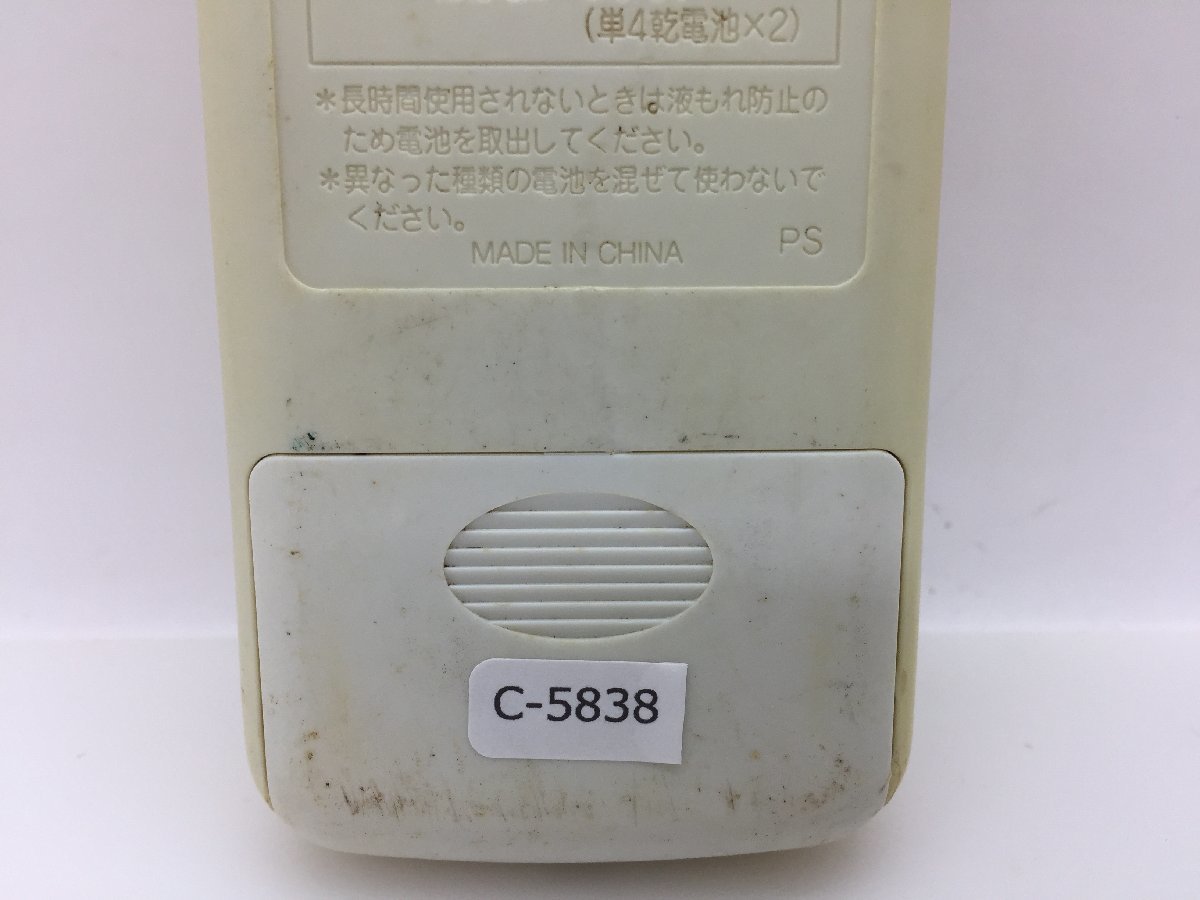 (単4乾電池×2)
*長時間使用されないときは液もれ防止の
ため電池を取出してください。
*異なった種類の電池を混ぜて使わないで
ください。
MADE IN CHINA
PS
C-5838